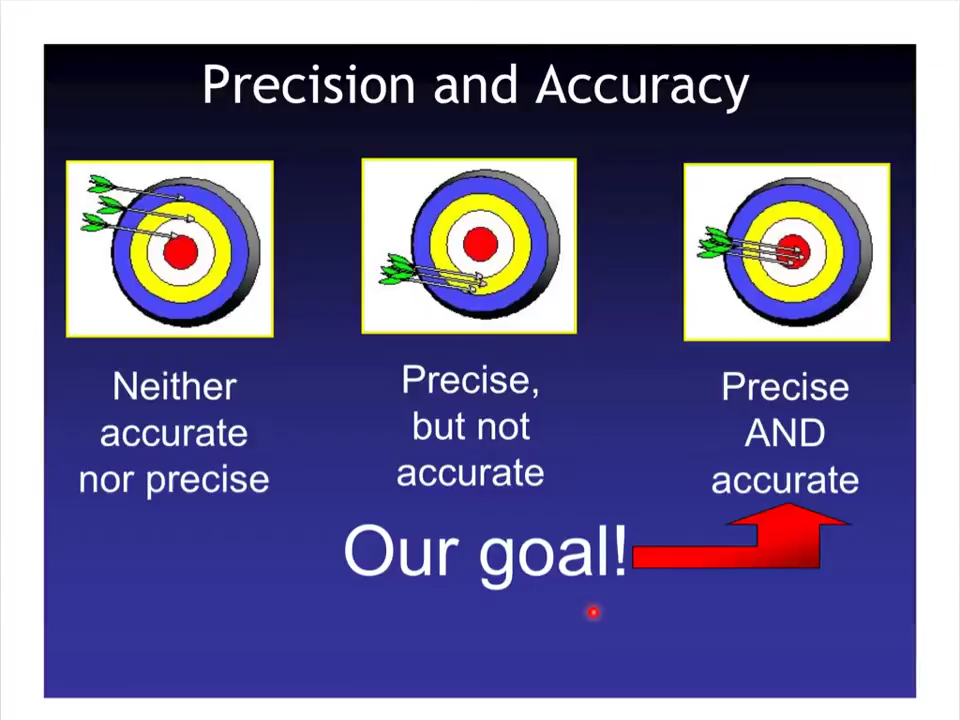 Precision and Accuracy
Neither
accurate
nor precise
Precise,
but not
accurate
Precise
AND
accurate
Our goal!